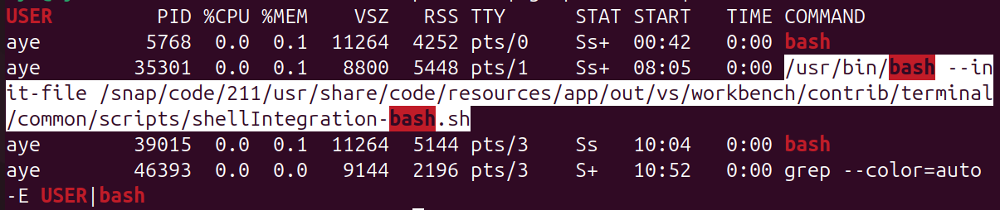 USER PID %CPU %MEM VSZ RSS TTY STAT START TIME COMMAND
aye 5768 0.0 0.1 11264 4252 pts/0 Ss+ 00:42 0:00 bash
aye 35301 0.0 0.1 8800 5448 pts/1 Ss+ 08:05 0:00 /usr/bin/bash --in
it-file /snap/code/211/usr/share/code/resources/app/out/vs/workbench/contrib/terminal
/common/scripts/shellIntegration-bash.sh
aye 39015 0.0 0.1 11264 5144 pts/3 Ss 10:04 0:00 bash
aye 46393 0.0 0.0 9144 2196 pts/3 S+ 10:52 0:00 grep --color=auto
-E USER|bash